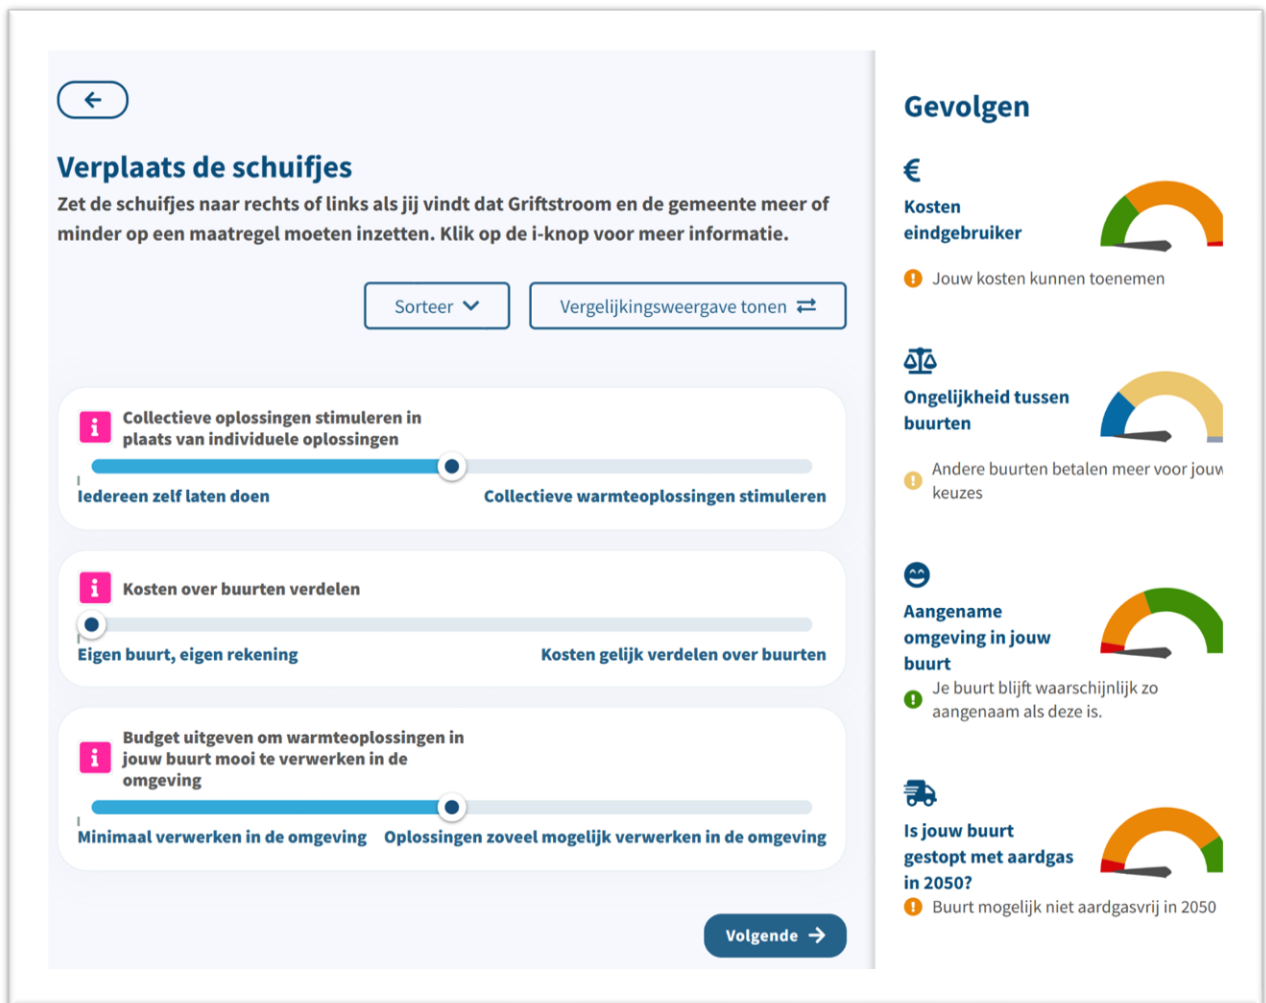 Verplaats de schuifjes
Zet de schuifjes naar rechts of links als jij vindt dat Griftstroom en de gemeente meer of
minder op een maatregel moeten inzetten. Klik op de i-knop voor meer informatie.
Sorteer
Vergelijkingsweergave tonen
i
Collectieve oplossingen stimuleren in
plaats van individuele oplossingen
Iedereen zelf laten doen
Collectieve warmteoplossingen stimuleren
i
Kosten over buurten verdelen
Eigen buurt, eigen rekening
Kosten gelijk verdelen over buurten
i
Budget uitgeven om warmteoplossingen in
jouw buurt mooi te verwerken in de
omgeving
Minimaal verwerken in de omgeving
Oplossingen zoveel mogelijk verwerken in de omgeving
Volgende
Gevolgen
€
Kosten
eindgebruiker
! Jouw kosten kunnen toenemen
Ongelijkheid tussen
buurten
! Andere buurten betalen meer voor jouw
keuzes
Aangename
omgeving in jouw
buurt
! Je buurt blijft waarschijnlijk zo
aangenaam als deze is.
Is jouw buurt
gestopt met aardgas
in 2050?
! Buurt mogelijk niet aardgasvrij in 2050